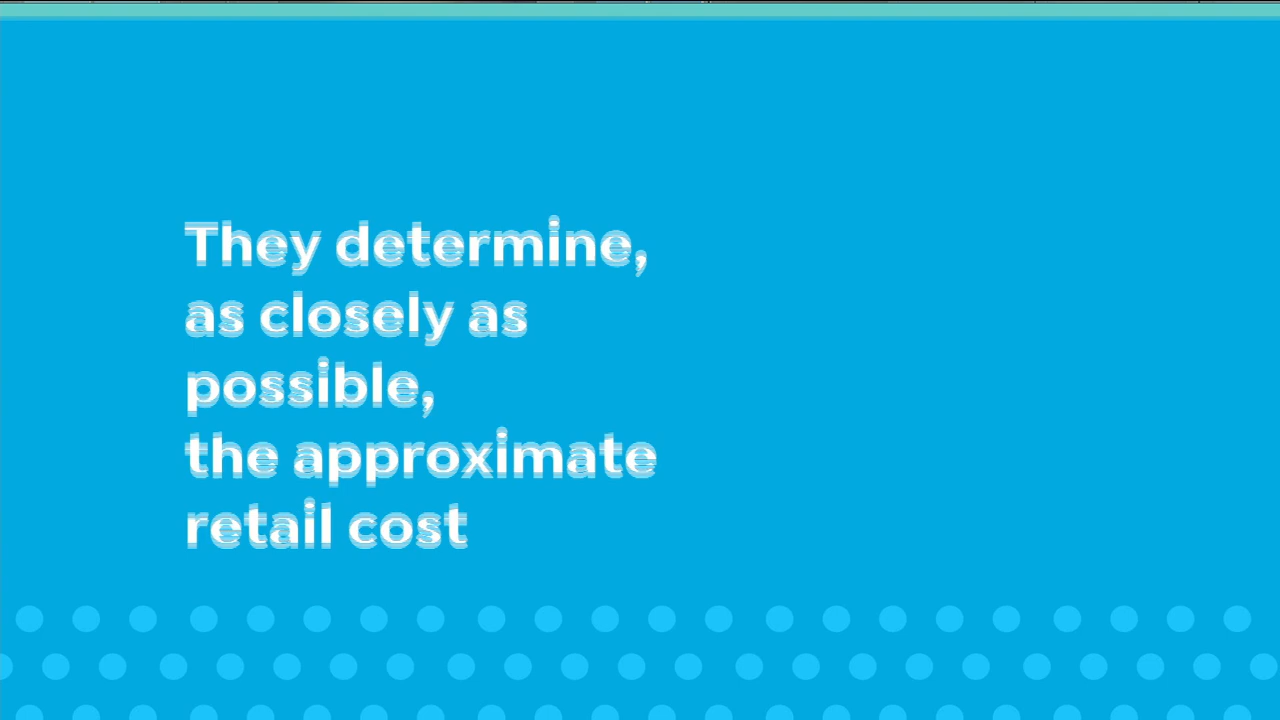 They determine,
as closely as
possible,
the approximate
retail cost